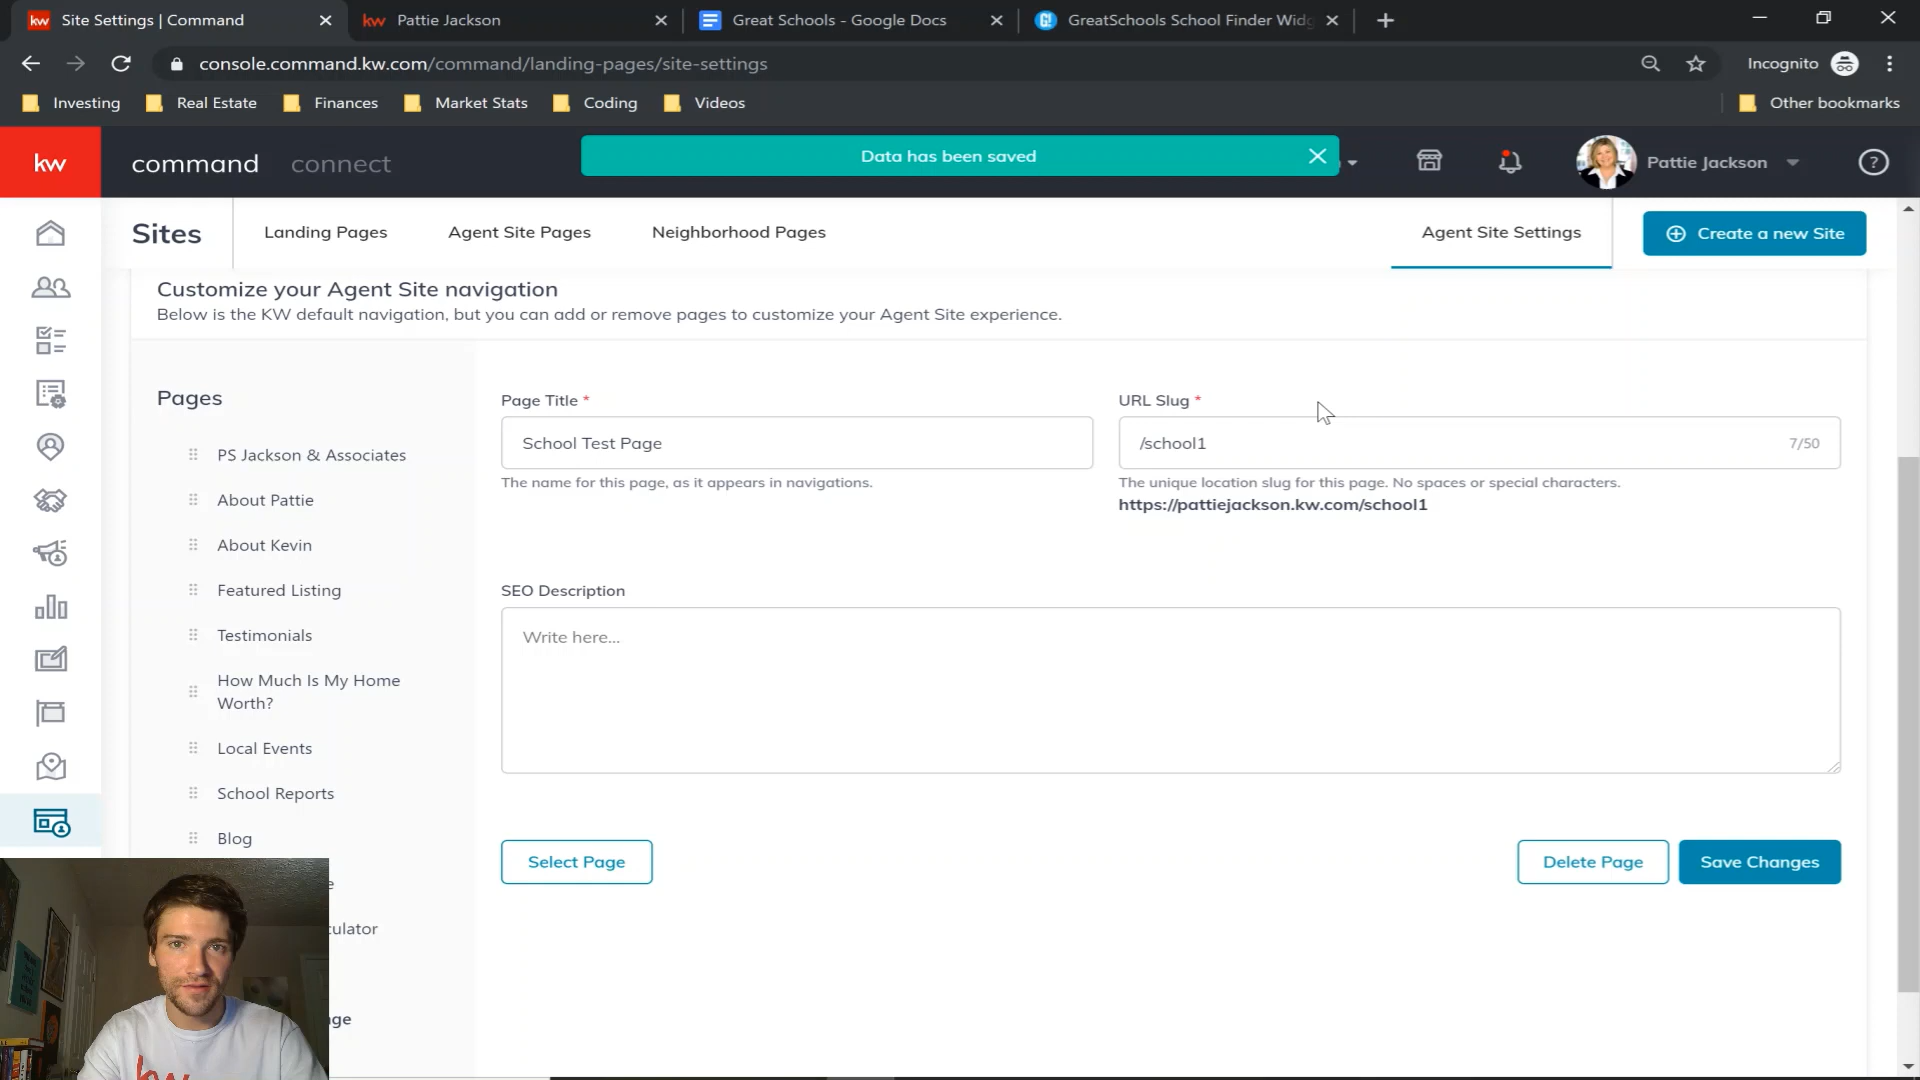 Site Settings | Command
kw Pattie Jackson
Great Schools - Google Docs
GreatSchools School Finder Widg
console.command.kw.com/command/landing-pages/site-settings
Incognito
Investing
Real Estate
Finances
Market Stats
Coding
Videos
Other bookmarks
kw
command
connect
Data has been saved
Pattie Jackson
Sites
Landing Pages
Agent Site Pages
Neighborhood Pages
Agent Site Settings
Create a new Site
Customize your Agent Site navigation
Below is the KW default navigation, but you can add or remove pages to customize your Agent Site experience.
Pages
PS Jackson & Associates
About Pattie
About Kevin
Featured Listing
Testimonials
How Much Is My Home
Worth?
Local Events
School Reports
Blog
culator
Page Title *
School Test Page
The name for this page, as it appears in navigations.
URL Slug *
/school1
7/50
The unique location slug for this page. No spaces or special characters.
https://pattiejackson.kw.com/school1
SEO Description
Write here...
Select Page
Delete Page
Save Changes
kw